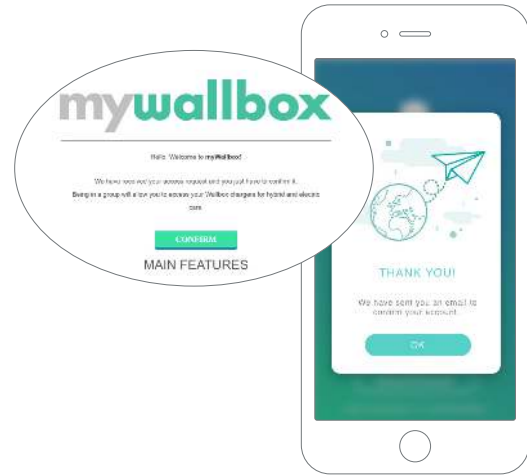 mywallbox
Hello, Welcome to myWallbox!
We have received your access request and you just have to confirm it.
Being in a group will allow you to access your Wallbox chargers for hybrid and electric
cars
CONFIRM
MAIN FEATURES
THANK YOU!
We have sent you an email to
confirm your account.
OK